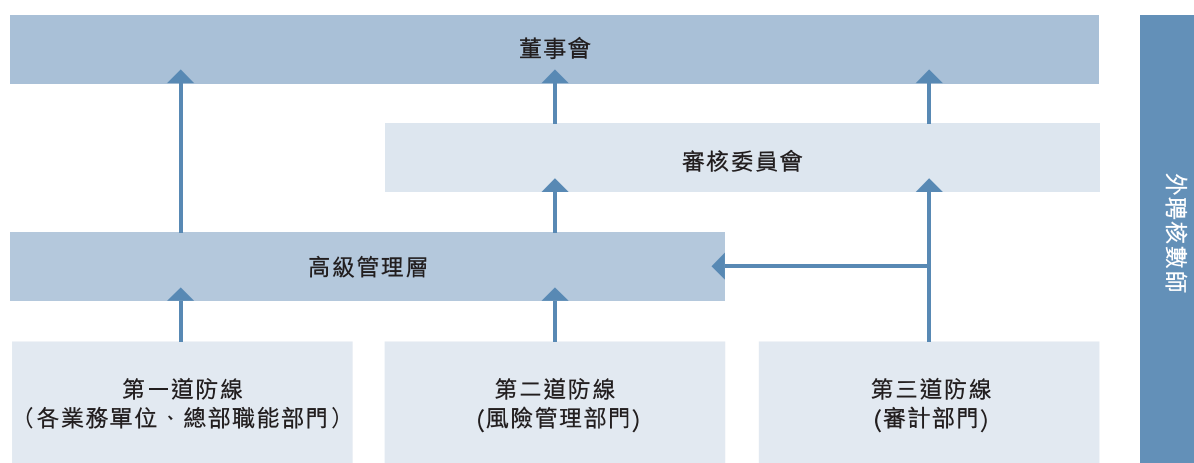 董事會
審核委員會
高級管理層
第一道防線
（各業務單位、總部職能部門）
第二道防線
(風險管理部門)
第三道防線
(審計部門)
外聘核數師